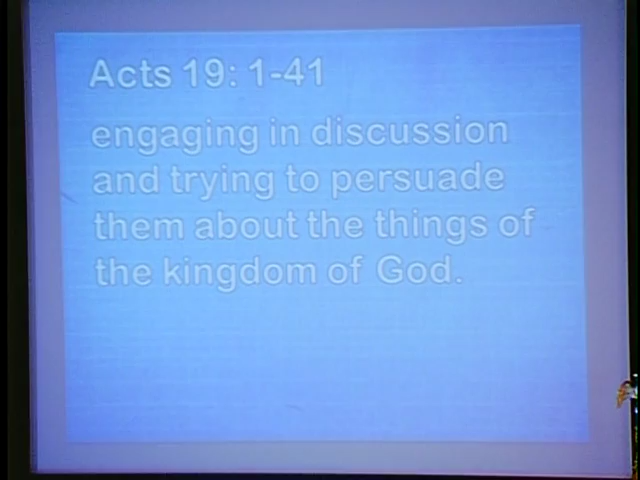 Acts 19: 1-41
engaging in discussion
and trying to persuade
them about the things of
the kingdom of God.